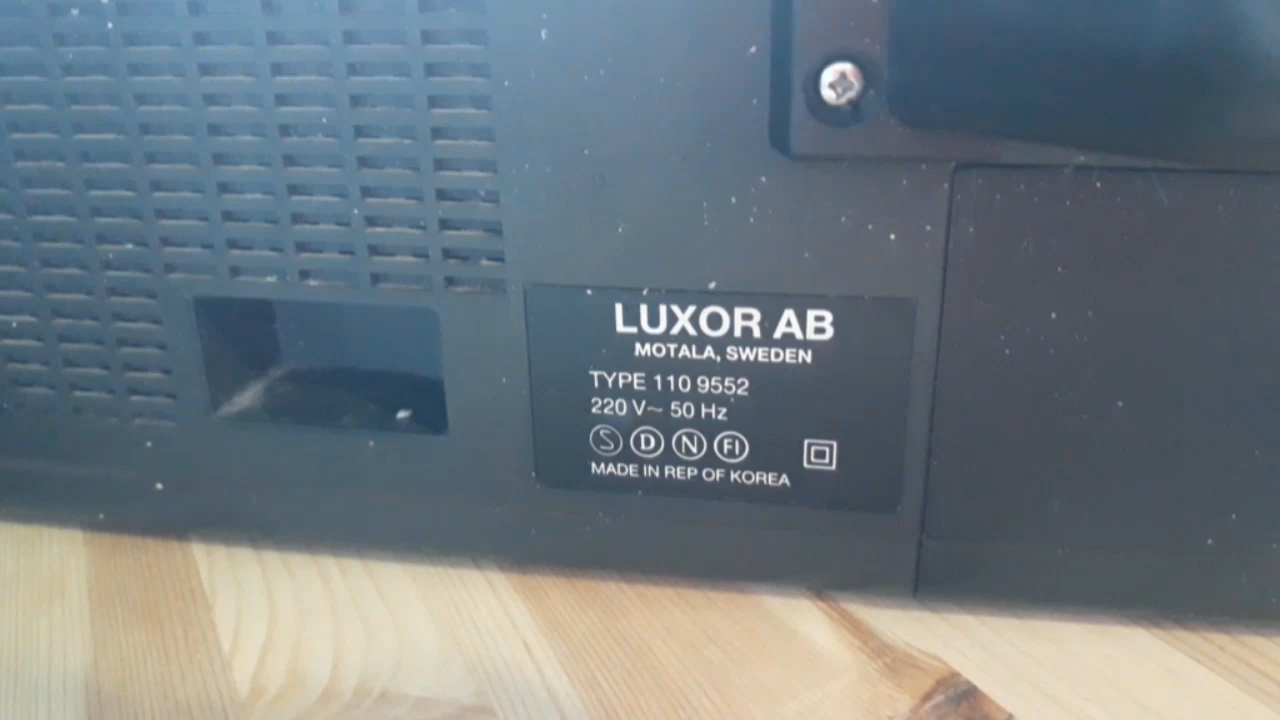 LUXOR AB
MOTALA, SWEDEN
TYPE 110 9552
220 V~ 50 Hz
S D N FI
MADE IN REP OF KOREA